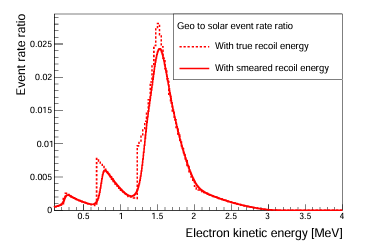 Event rate ratio
Geo to solar event rate ratio
With true recoil energy
With smeared recoil energy
0.025
0.02
0.015
0.01
0.005
0
0.5 1 1.5 2 2.5 3 3.5 4
Electron kinetic energy [MeV]